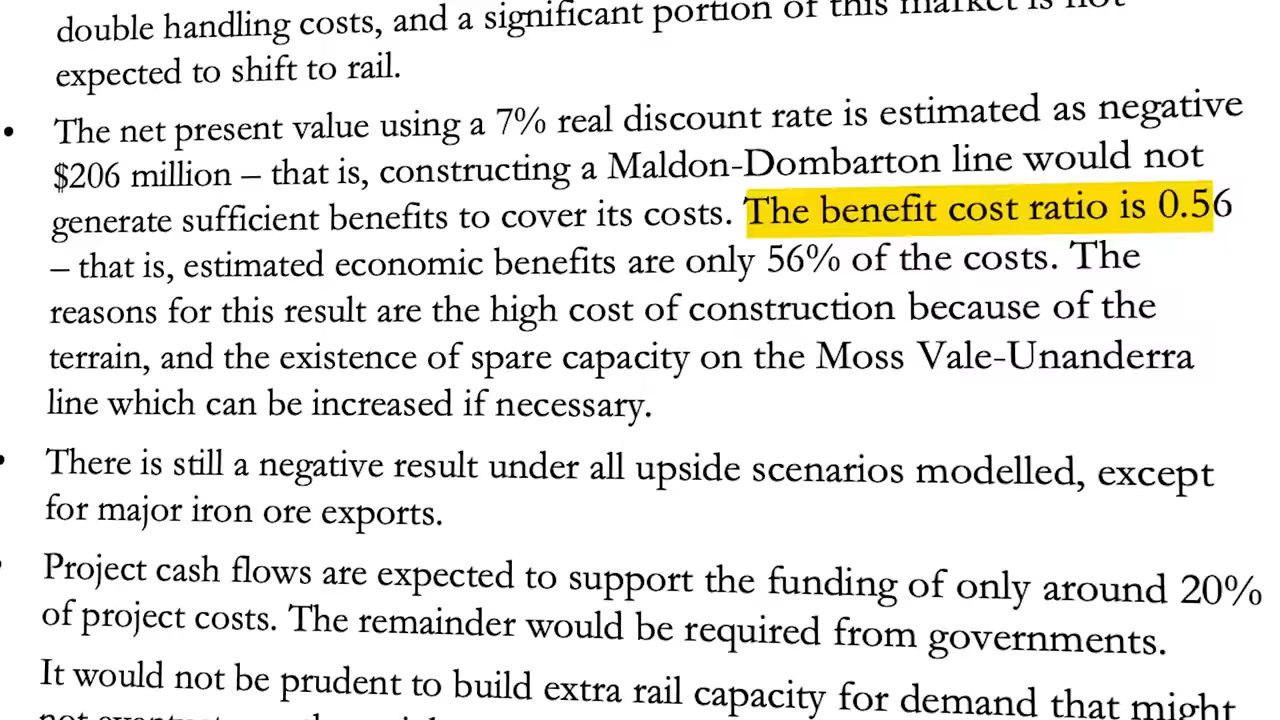 double handling costs, and a significant portion of this market is not
expected to shift to rail.
• The net present value using a 7% real discount rate is estimated as negative
$206 million – that is, constructing a Maldon-Dombarton line would not
generate sufficient benefits to cover its costs. The benefit cost ratio is 0.56
– that is, estimated economic benefits are only 56% of the costs. The
reasons for this result are the high cost of construction because of the
terrain, and the existence of spare capacity on the Moss Vale-Unanderra
line which can be increased if necessary.
• There is still a negative result under all upside scenarios modelled, except
for major iron ore exports.
• Project cash flows are expected to support the funding of only around 20%
of project costs. The remainder would be required from governments.
It would not be prudent to build extra rail capacity for demand that might